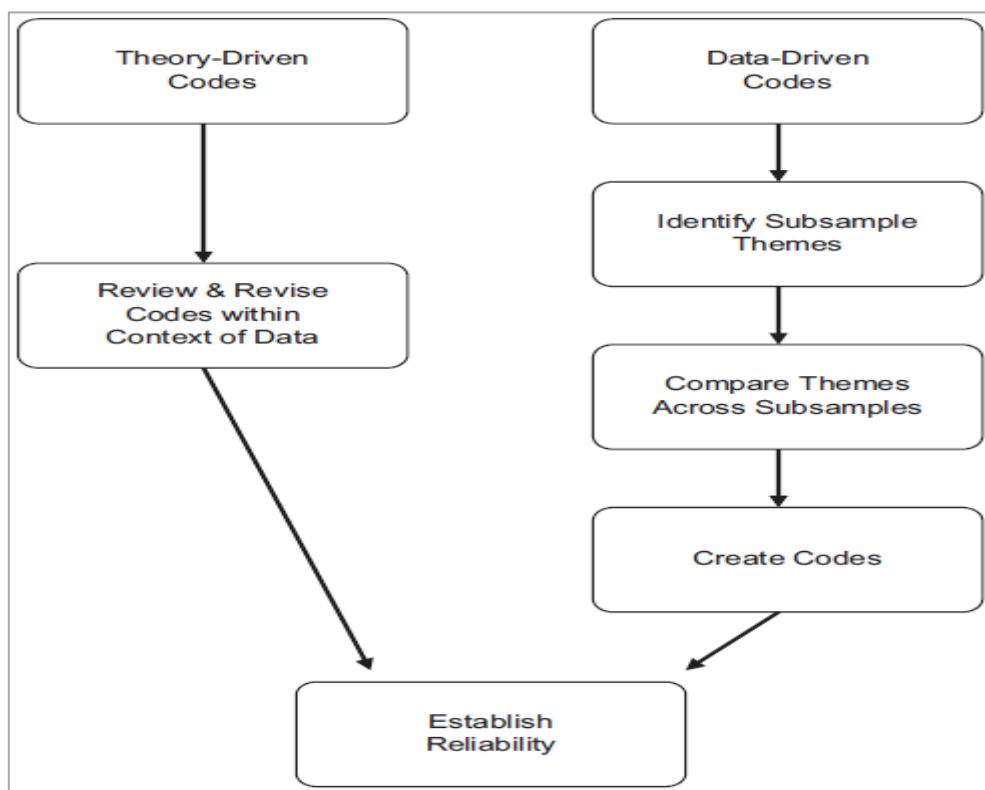 Theory-Driven
Codes
Data-Driven
Codes
Identify Subsample
Themes
Review & Revise
Codes within
Context of Data
Compare Themes
Across Subsamples
Create Codes
Establish
Reliability